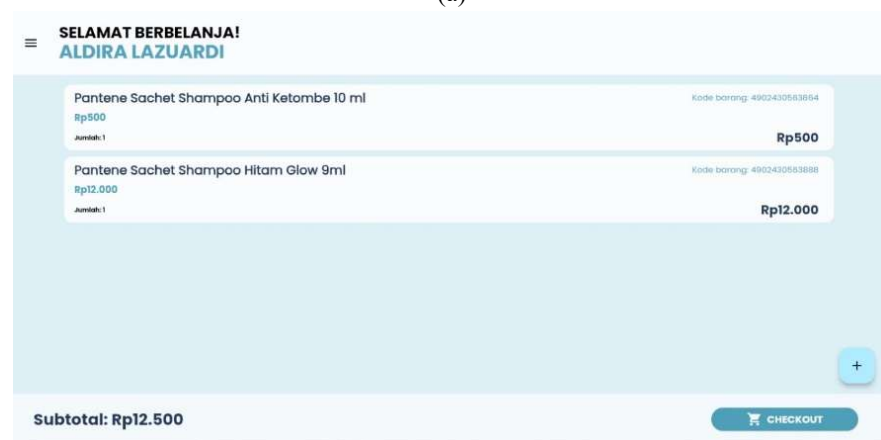 (a)
SELAMAT BERBELANJA!
ALDIRA LAZUARDI
Pantene Sachet Shampoo Anti Ketombe 10 ml
Kode barang: 4902430563864
Rp500
Jumlah: 1
Rp500
Pantene Sachet Shampoo Hitam Glow 9ml
Kode barang: 4902430563888
Rp12.000
Jumlah: 1
Rp12.000
+
Subtotal: Rp12.500
CHECKOUT